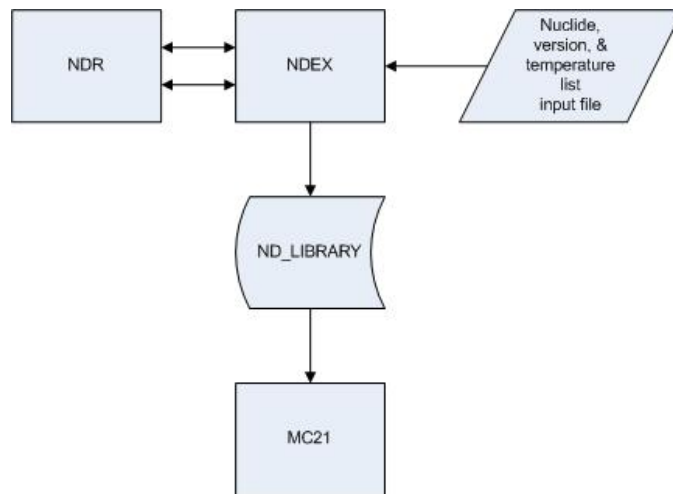 NDR
NDEX
Nuclide,
version, &
temperature
list
input file
ND_LIBRARY
MC21